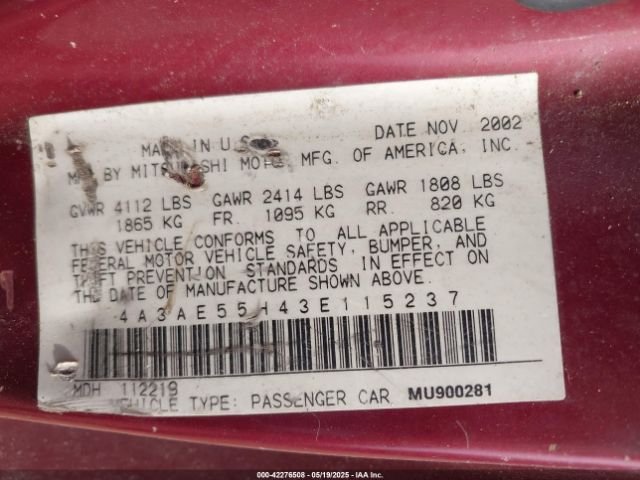 MADE IN U.S.A. DATE NOV. 2002
MFD BY MITSUBISHI MOTOR MFG. OF AMERICA, INC.
GVWR 4112 LBS GAWR 2414 LBS GAWR 1808 LBS
1865 KG FR. 1095 KG RR. 820 KG
THIS VEHICLE CONFORMS TO ALL APPLICABLE
FEDERAL MOTOR VEHICLE SAFETY, BUMPER, AND
THEFT PREVENTION STANDARDS IN EFFECT ON
THE DATE OF MANUFACTURE SHOWN ABOVE.
4A3AE55H43E115237
MDH 112219
VEHICLE TYPE: PASSENGER CAR MU900281
000-42276508 - 05/19/2025 - IAA Inc.